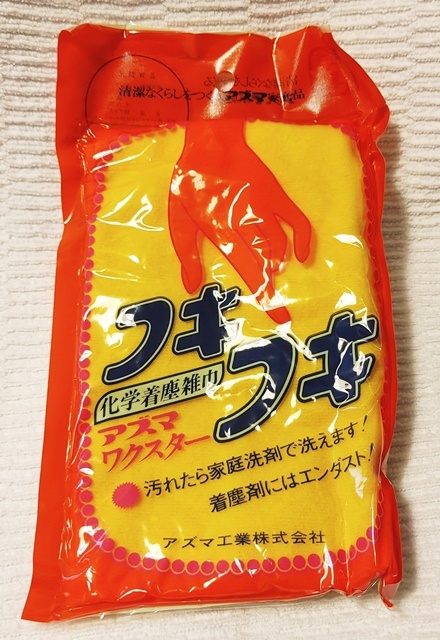 清潔なくらしをつくるアズマ
フギ
フギ
化学着塵雑巾
アズマ
ワクスター
汚れたら家庭洗剤で洗えます!
着塵剤にはエンダスト!
アズマ工業株式会社